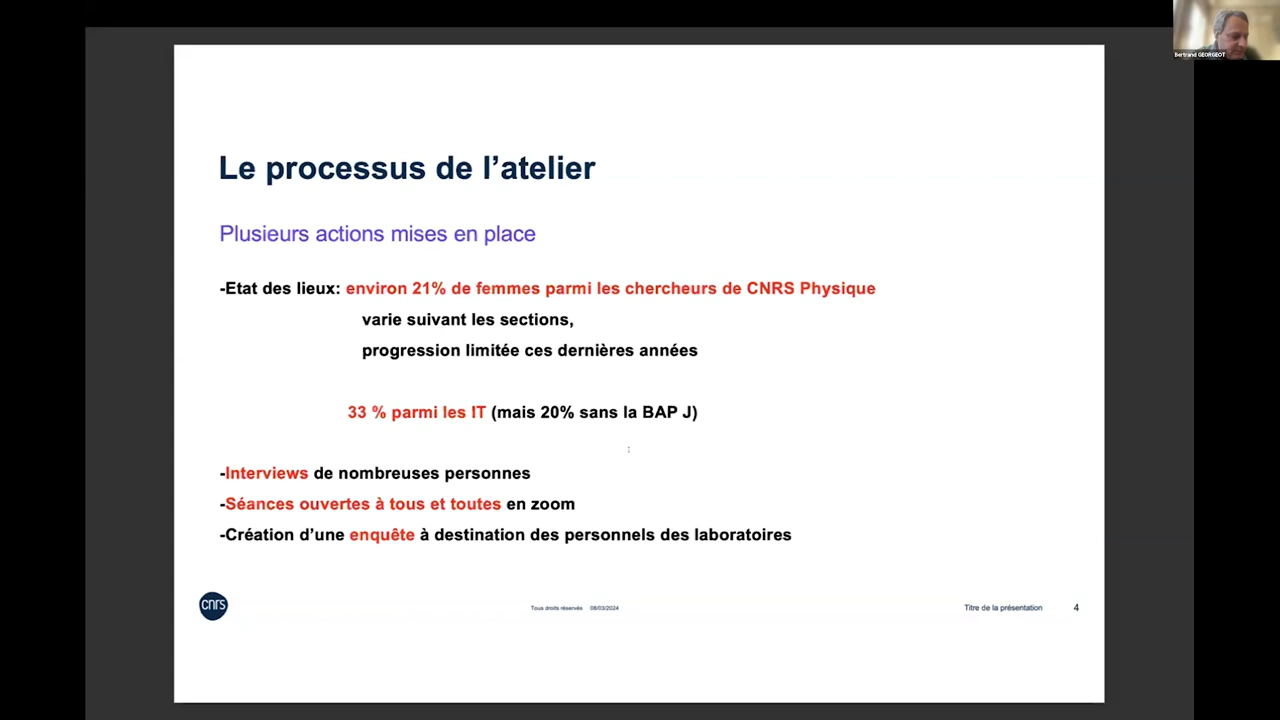 Bertrand GEORGEOT
Le processus de l’atelier
Plusieurs actions mises en place
-Etat des lieux: environ 21% de femmes parmi les chercheurs de CNRS Physique
varie suivant les sections,
progression limitée ces dernières années
33 % parmi les IT (mais 20% sans la BAP J)
-Interviews de nombreuses personnes
-Séances ouvertes à tous et toutes en zoom
-Création d’une enquête à destination des personnels des laboratoires
cnrs
Tous droits réservés 08/03/2024
Titre de la présentation 4